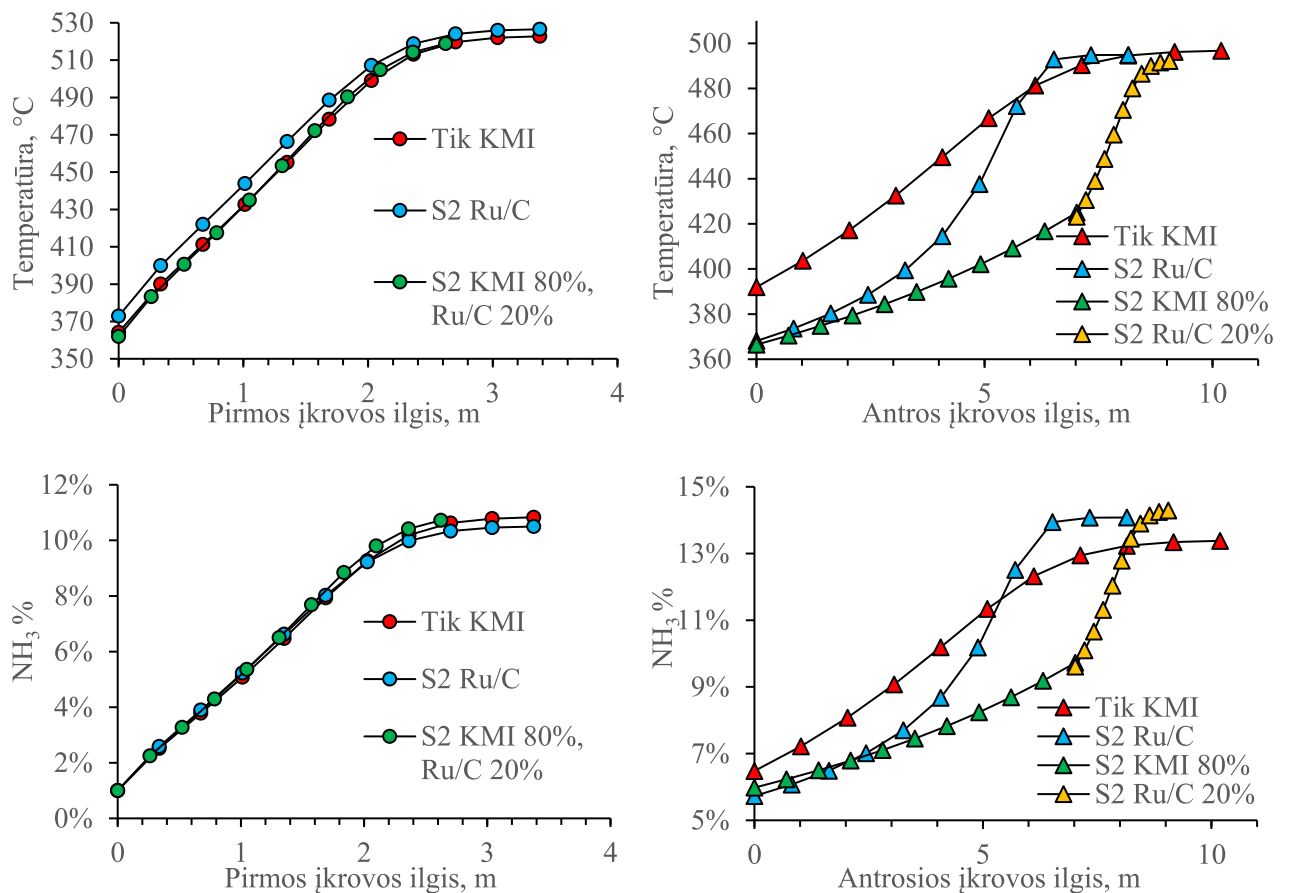 530
510
490
470
450
430
410
390
370
350
Temperatūra, °C
Tik KMI
S2 Ru/C
S2 KMI 80%,
Ru/C 20%
0 1 2 3 4
Pirmos įkrovos ilgis, m
500
480
460
440
420
400
380
360
Temperatūra, °C
Tik KMI
S2 Ru/C
S2 KMI 80%
S2 Ru/C 20%
0 5 10
Antros įkrovos ilgis, m
12%
10%
8%
6%
4%
2%
0%
NH₃ %
Tik KMI
S2 Ru/C
S2 KMI 80%,
Ru/C 20%
0 1 2 3 4
Pirmos įkrovos ilgis, m
15%
13%
11%
9%
7%
5%
NH₃ %
Tik KMI
S2 Ru/C
S2 KMI 80%
S2 Ru/C 20%
0 5 10
Antrosios įkrovos ilgis, m